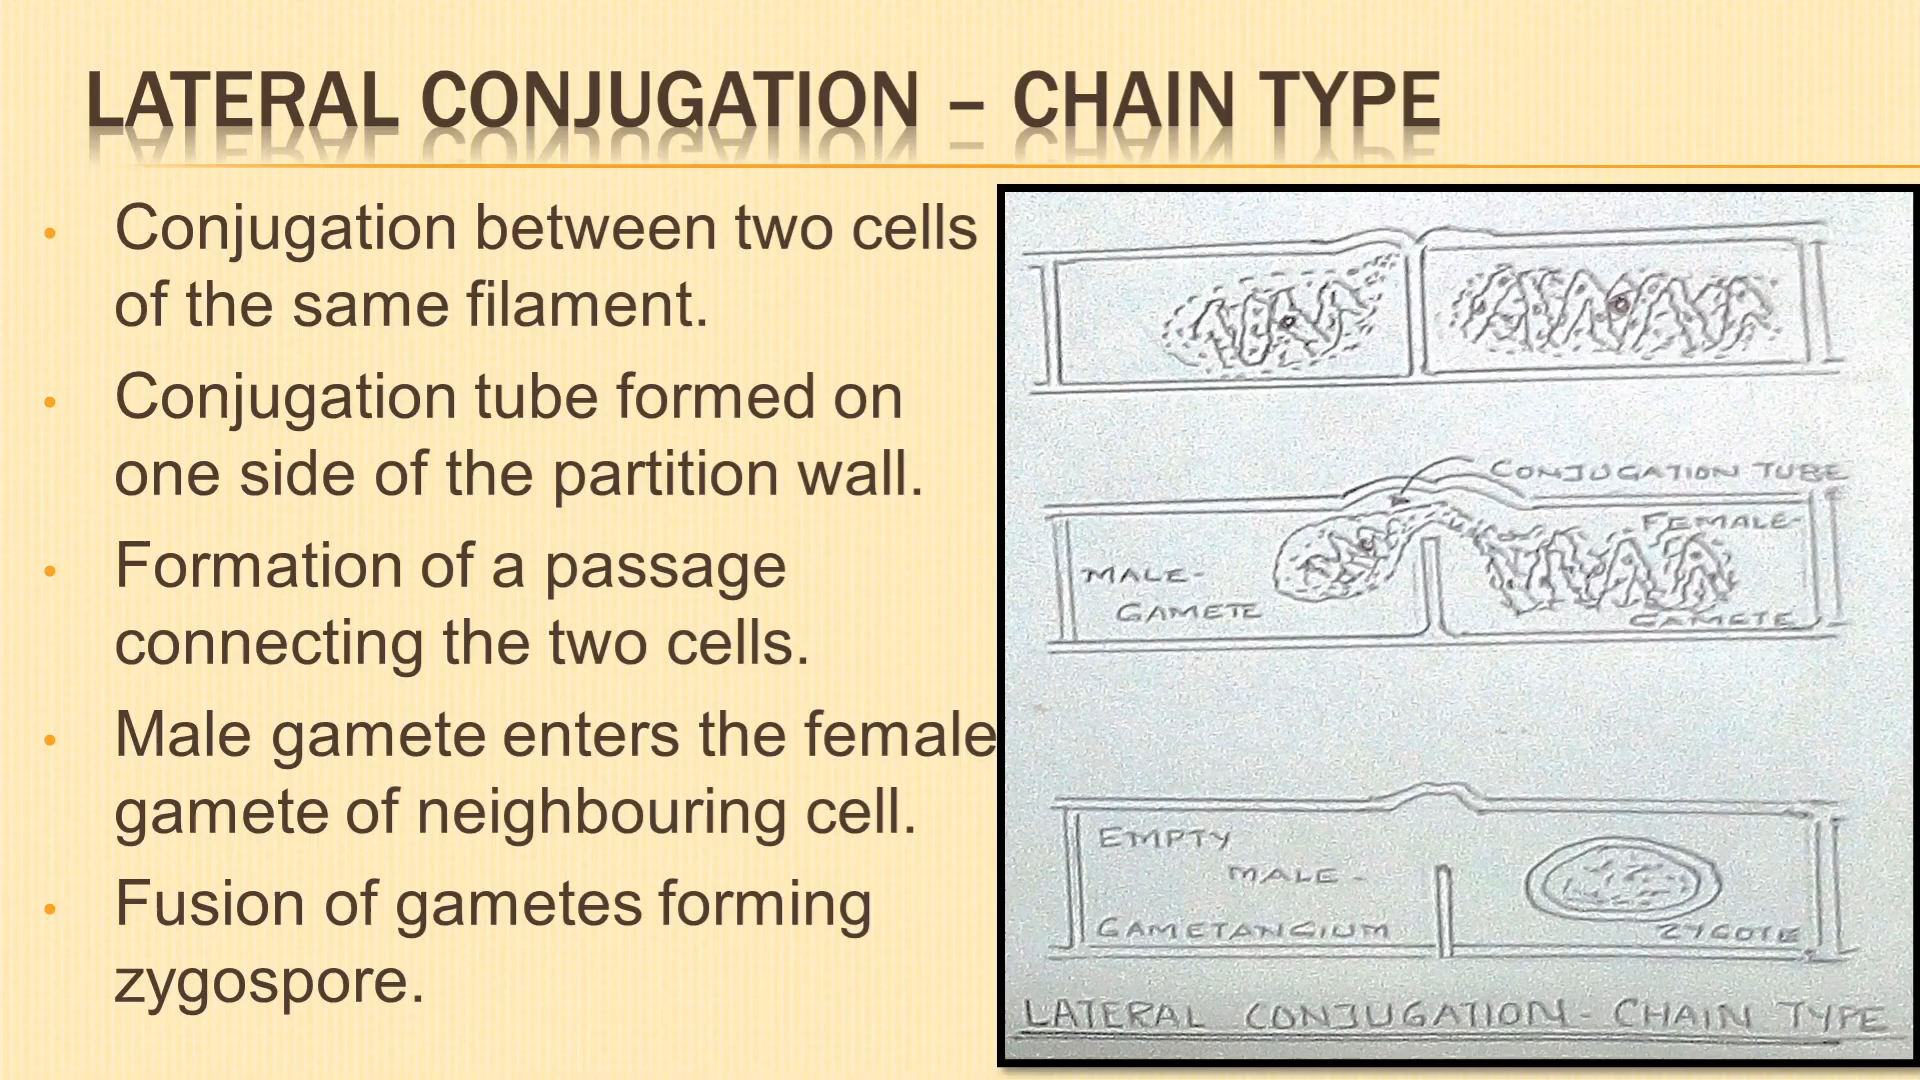 LATERAL CONJUGATION – CHAIN TYPE
• Conjugation between two cells
of the same filament.
• Conjugation tube formed on
one side of the partition wall.
• Formation of a passage
connecting the two cells.
• Male gamete enters the female
gamete of neighbouring cell.
• Fusion of gametes forming
zygospore.
CONJUGATION TUBE
FEMALE-
GAMETE
MALE-
GAMETE
EMPTY
MALE-
GAMETANGIUM
ZYGOTE
LATERAL CONJUGATION- CHAIN TYPE